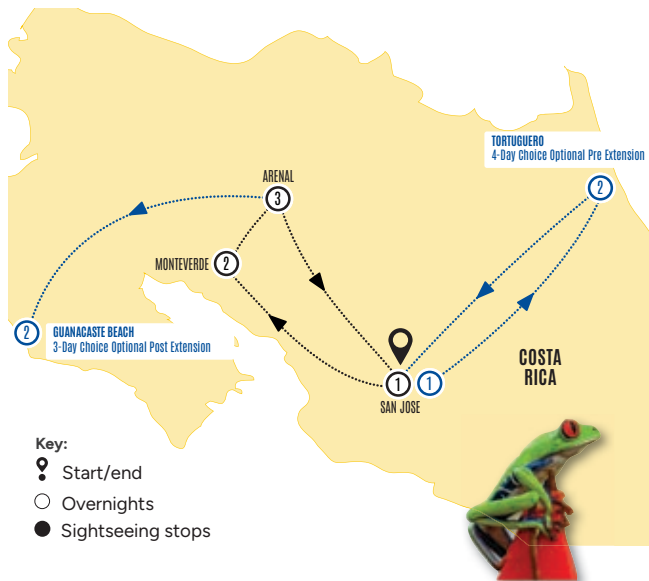 TORTUGUERO
4-Day Choice Optional Pre Extension
2
ARENAL
3
MONTEVERDE
2
2
GUANACASTE BEACH
3-Day Choice Optional Post Extension
COSTA
RICA
1
1
SAN JOSE
Key:
Start/end
Overnights
Sightseeing stops